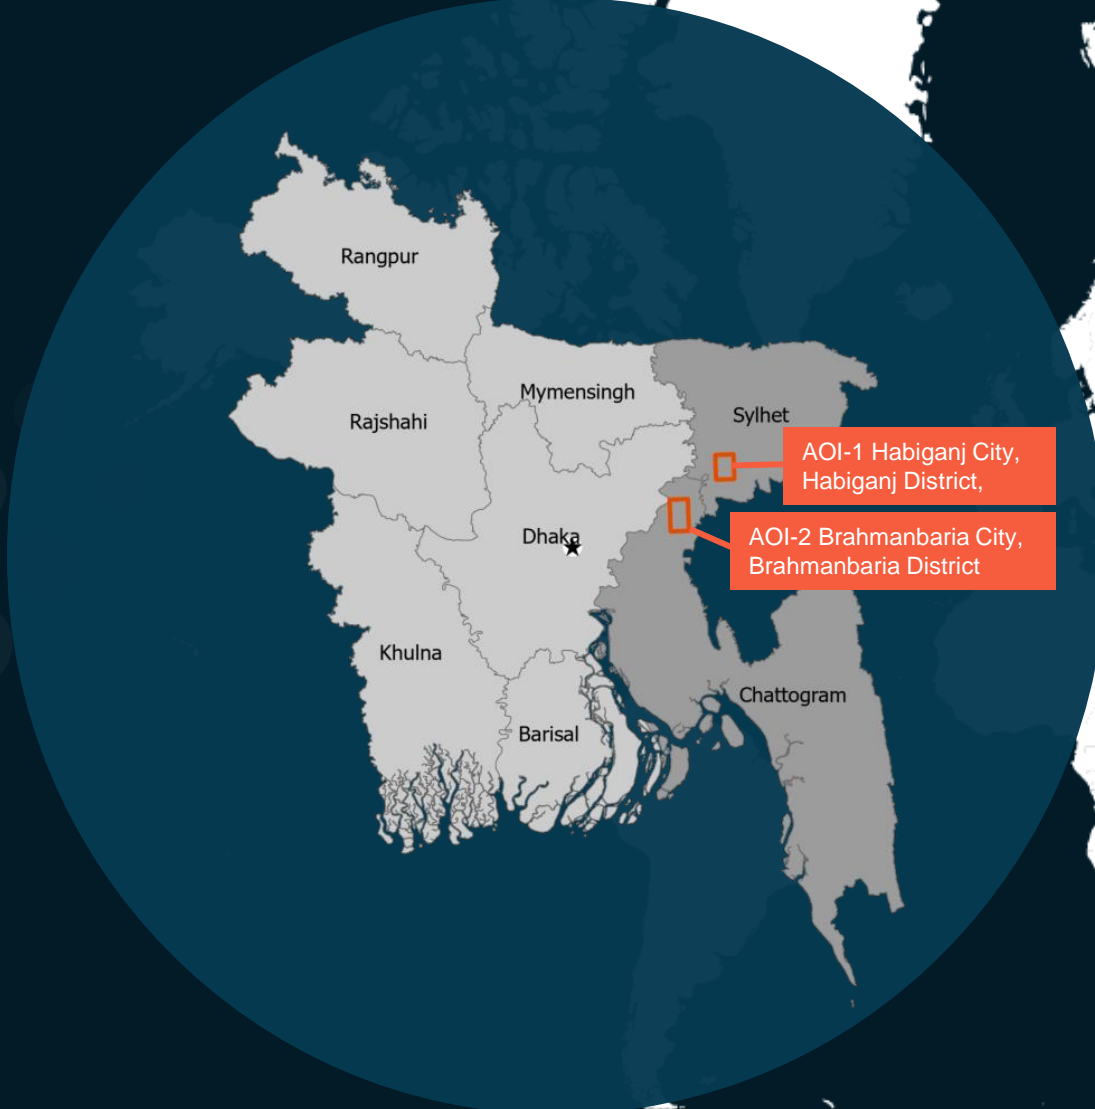 Rangpur
Mymensingh
Rajshahi
Sylhet
AOI-1 Habiganj City,
Habiganj District,
Dhaka
AOI-2 Brahmanbaria City,
Brahmanbaria District
Khulna
Chattogram
Barisal